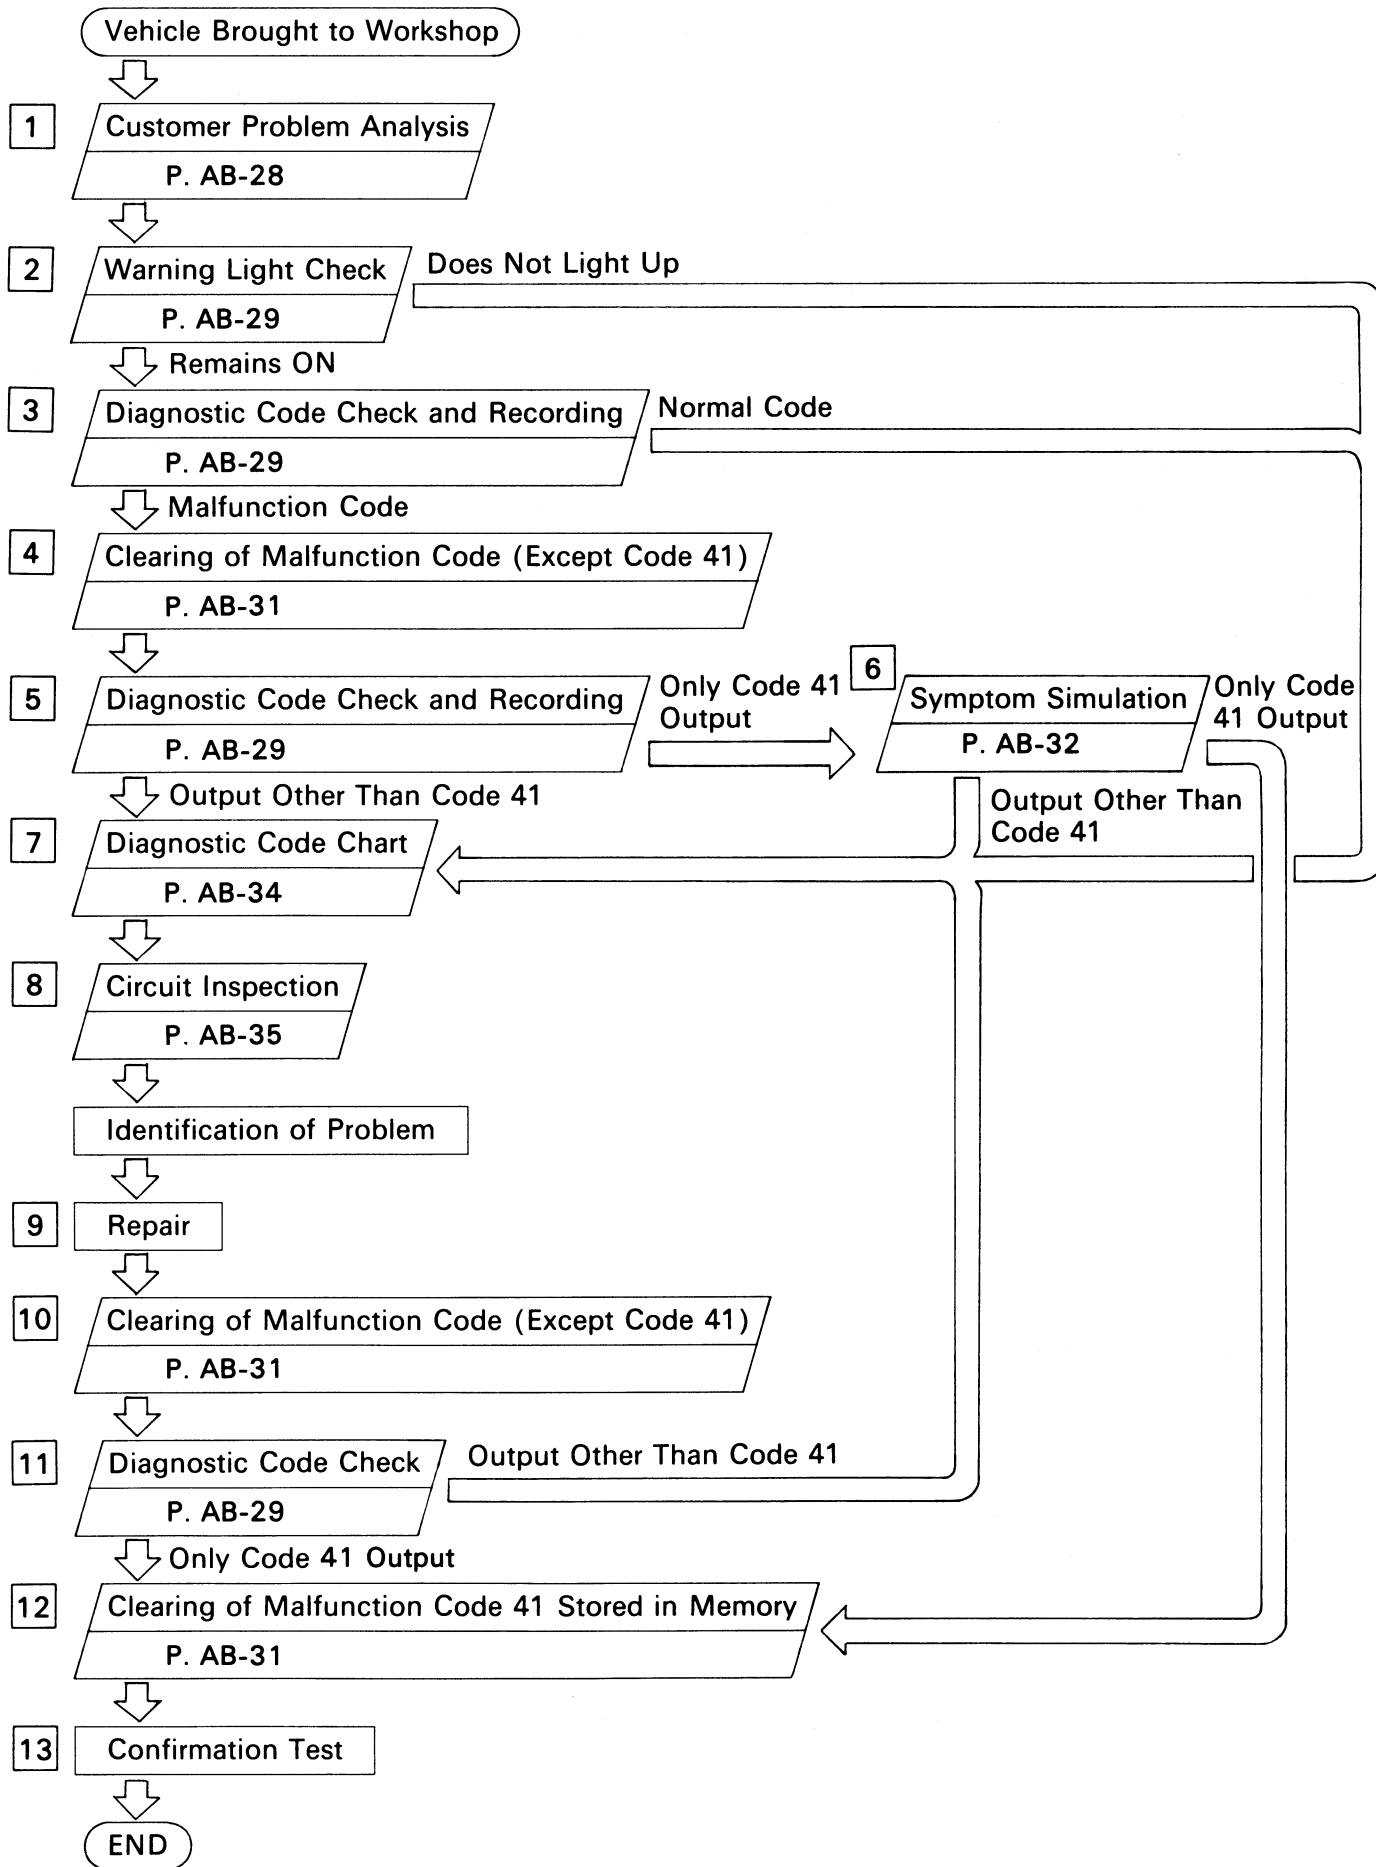 Vehicle Brought to Workshop
1
Customer Problem Analysis
P. AB-28
2
Warning Light Check
Does Not Light Up
P. AB-29
Remains ON
3
Diagnostic Code Check and Recording
Normal Code
P. AB-29
Malfunction Code
4
Clearing of Malfunction Code (Except Code 41)
P. AB-31
5
Diagnostic Code Check and Recording
P. AB-29
Only Code 41
Output
6
Symptom Simulation
P. AB-32
Only Code
41 Output
Output Other Than Code 41
Output Other Than
Code 41
7
Diagnostic Code Chart
P. AB-34
8
Circuit Inspection
P. AB-35
Identification of Problem
9
Repair
10
Clearing of Malfunction Code (Except Code 41)
P. AB-31
11
Diagnostic Code Check
Output Other Than Code 41
P. AB-29
Only Code 41 Output
12
Clearing of Malfunction Code 41 Stored in Memory
P. AB-31
13
Confirmation Test
END